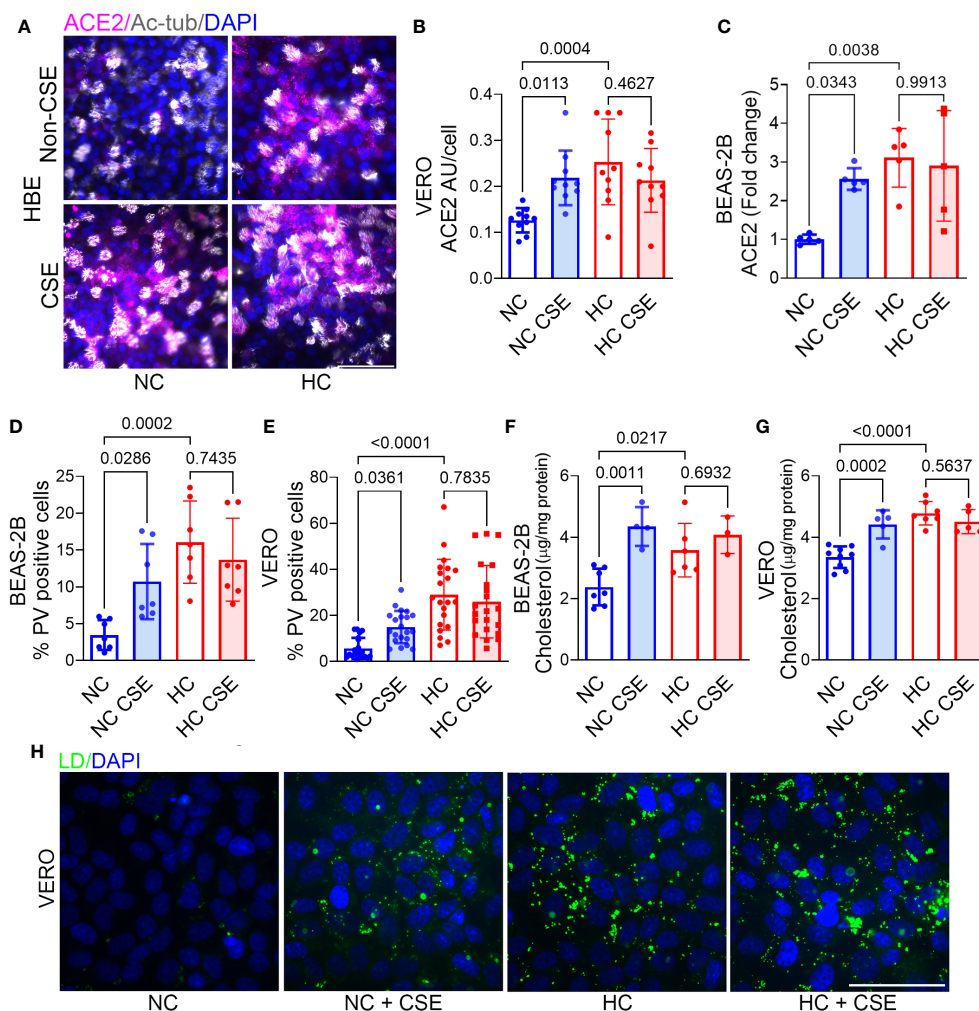 A
ACE2/Ac-tub/DAPI
HBE
Non-CSE
CSE
NC
HC
B
0.0004
0.0113
0.4627
VERO
ACE2 AU/cell
0.4
0.3
0.2
0.1
0.0
NC
NC CSE
HC
HC CSE
C
0.0038
0.0343
0.9913
BEAS-2B
ACE2 (Fold change)
5
4
3
2
1
0
NC
NC CSE
HC
HC CSE
D
0.0002
0.0286
0.7435
BEAS-2B
% PV positive cells
25
20
15
10
5
0
NC
NC CSE
HC
HC CSE
E
<0.0001
0.0361
0.7835
VERO
% PV positive cells
80
60
40
20
0
NC
NC CSE
HC
HC CSE
F
0.0217
0.0011
0.6932
BEAS-2B
Cholesterol (μg/mg protein)
6
4
2
0
NC
NC CSE
HC
HC CSE
G
<0.0001
0.0002
0.5637
VERO
Cholesterol (μg/mg protein)
6
4
2
0
NC
NC CSE
HC
HC CSE
H
LD/DAPI
VERO
NC
NC + CSE
HC
HC + CSE